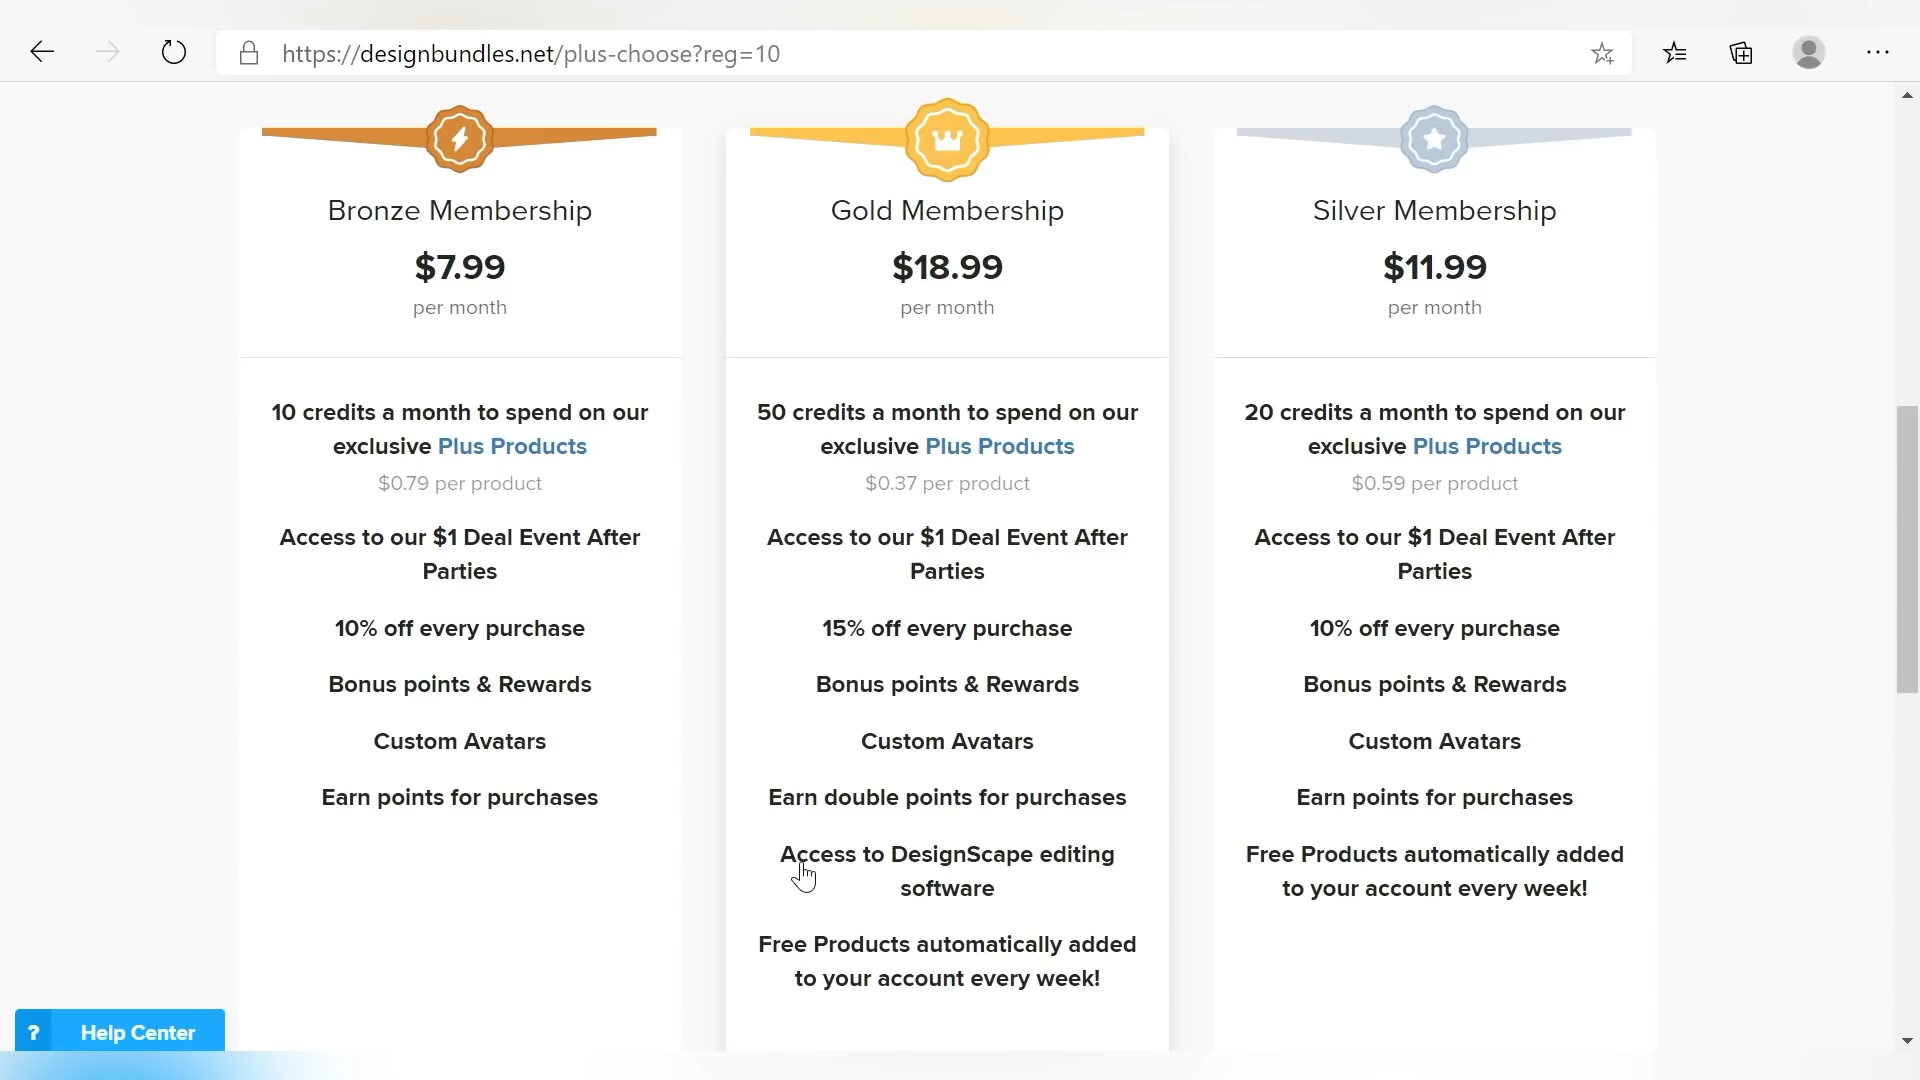 https://designbundles.net/plus-choose?reg=10
Bronze Membership
$7.99
per month
10 credits a month to spend on our
exclusive Plus Products
$0.79 per product
Access to our $1 Deal Event After
Parties
10% off every purchase
Bonus points & Rewards
Custom Avatars
Earn points for purchases
Gold Membership
$18.99
per month
50 credits a month to spend on our
exclusive Plus Products
$0.37 per product
Access to our $1 Deal Event After
Parties
15% off every purchase
Bonus points & Rewards
Custom Avatars
Earn double points for purchases
Access to DesignScape editing
software
Free Products automatically added
to your account every week!
Silver Membership
$11.99
per month
20 credits a month to spend on our
exclusive Plus Products
$0.59 per product
Access to our $1 Deal Event After
Parties
10% off every purchase
Bonus points & Rewards
Custom Avatars
Earn points for purchases
Free Products automatically added
to your account every week!
? Help Center